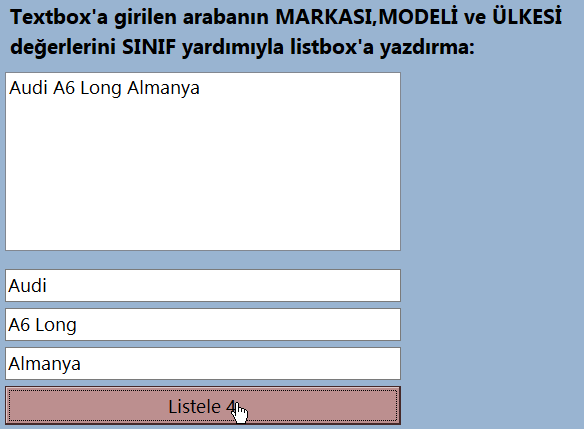 Textbox'a girilen arabanın MARKASI,MODELİ ve ÜLKESİ
değerlerini SINIF yardımıyla listbox'a yazdırma:
Audi A6 Long Almanya
Audi
A6 Long
Almanya
Listele 4